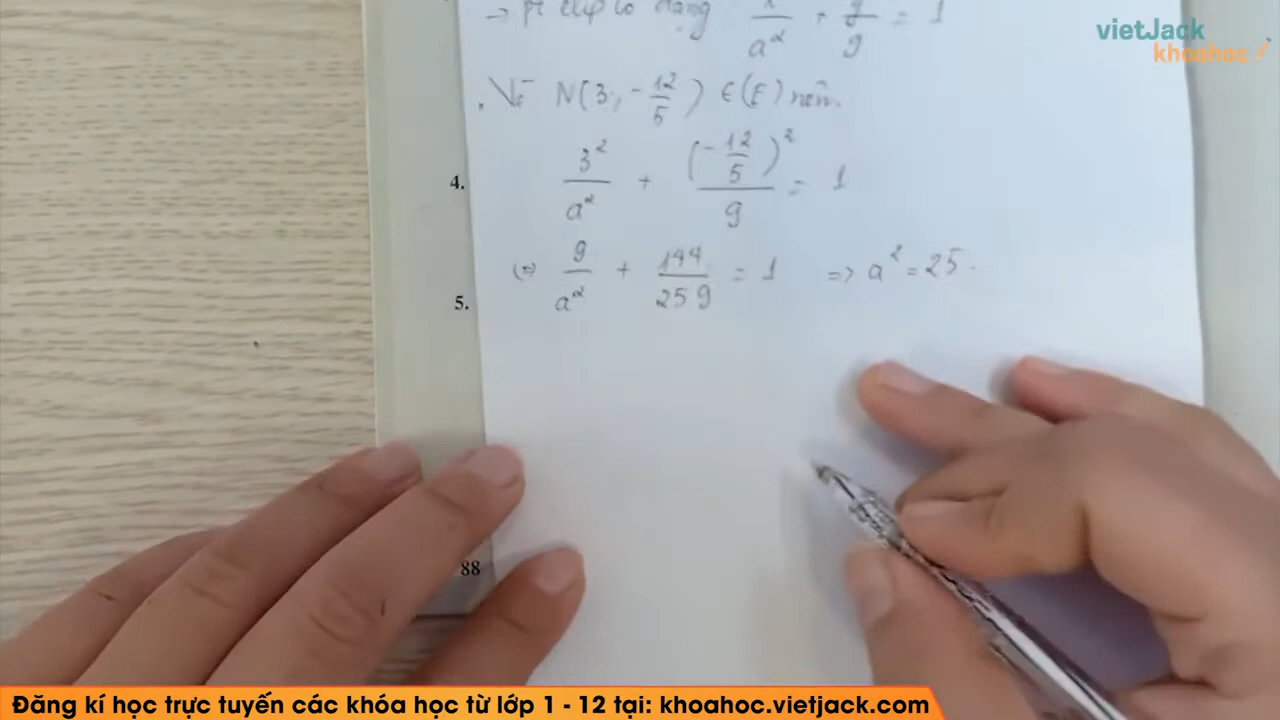 vietJack
khoahoc
→ pt elip có dạng x²/a² + y²/9 = 1
. Vì N(3; -12/5) ∈ (E) nên.
4.
3²/a² + (-12/5)²/9 = 1
(=) 9/a² + 144/25 9 = 1 => a² = 25.
5.
88
Đăng kí học trực tuyến các khóa học từ lớp 1 - 12 tại: khoahoc.vietjack.com